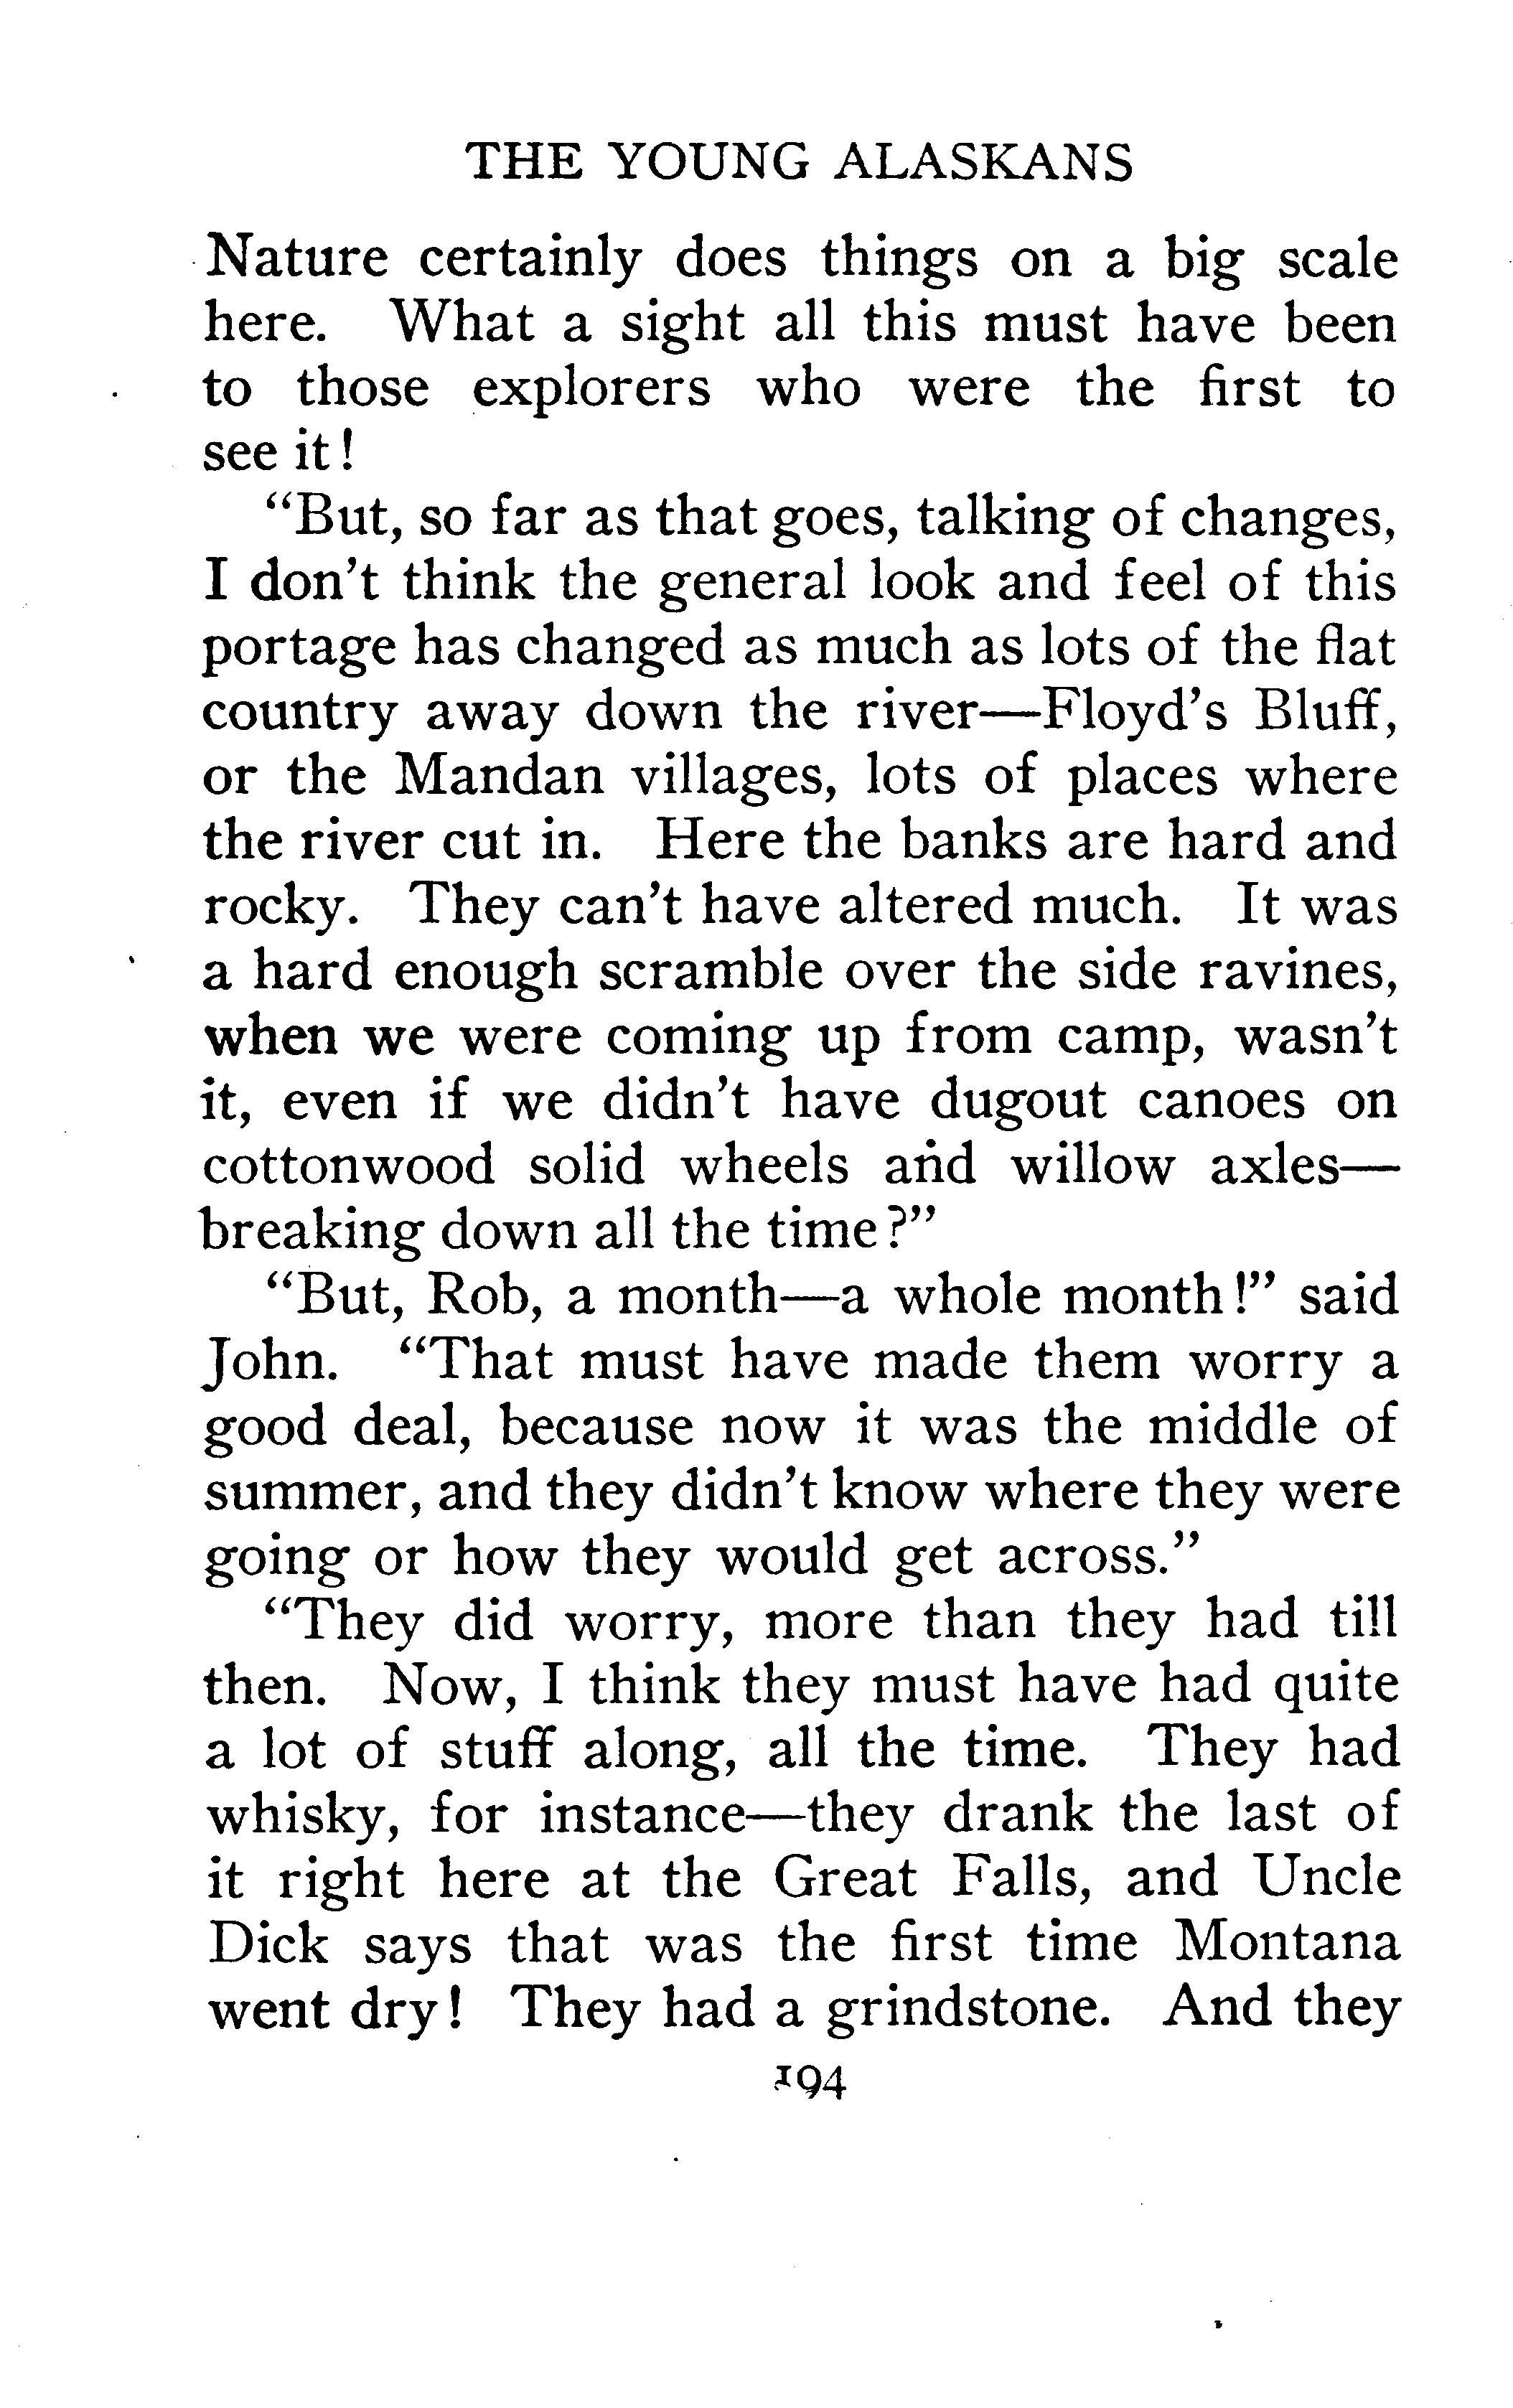 THE YOUNG ALASKANS
Nature certainly does things on a big scale
here. What a sight all this must have been
to those explorers who were the first to
see it!
"But, so far as that goes, talking of changes,
I don't think the general look and feel of this
portage has changed as much as lots of the flat
country away down the river—Floyd's Bluff,
or the Mandan villages, lots of places where
the river cut in. Here the banks are hard and
rocky. They can't have altered much. It was
a hard enough scramble over the side ravines,
when we were coming up from camp, wasn't
it, even if we didn't have dugout canoes on
cottonwood solid wheels and willow axles—
breaking down all the time?"
"But, Rob, a month—a whole month!" said
John. "That must have made them worry a
good deal, because now it was the middle of
summer, and they didn't know where they were
going or how they would get across."
"They did worry, more than they had till
then. Now, I think they must have had quite
a lot of stuff along, all the time. They had
whisky, for instance—they drank the last of
it right here at the Great Falls, and Uncle
Dick says that was the first time Montana
went dry! They had a grindstone. And they
194